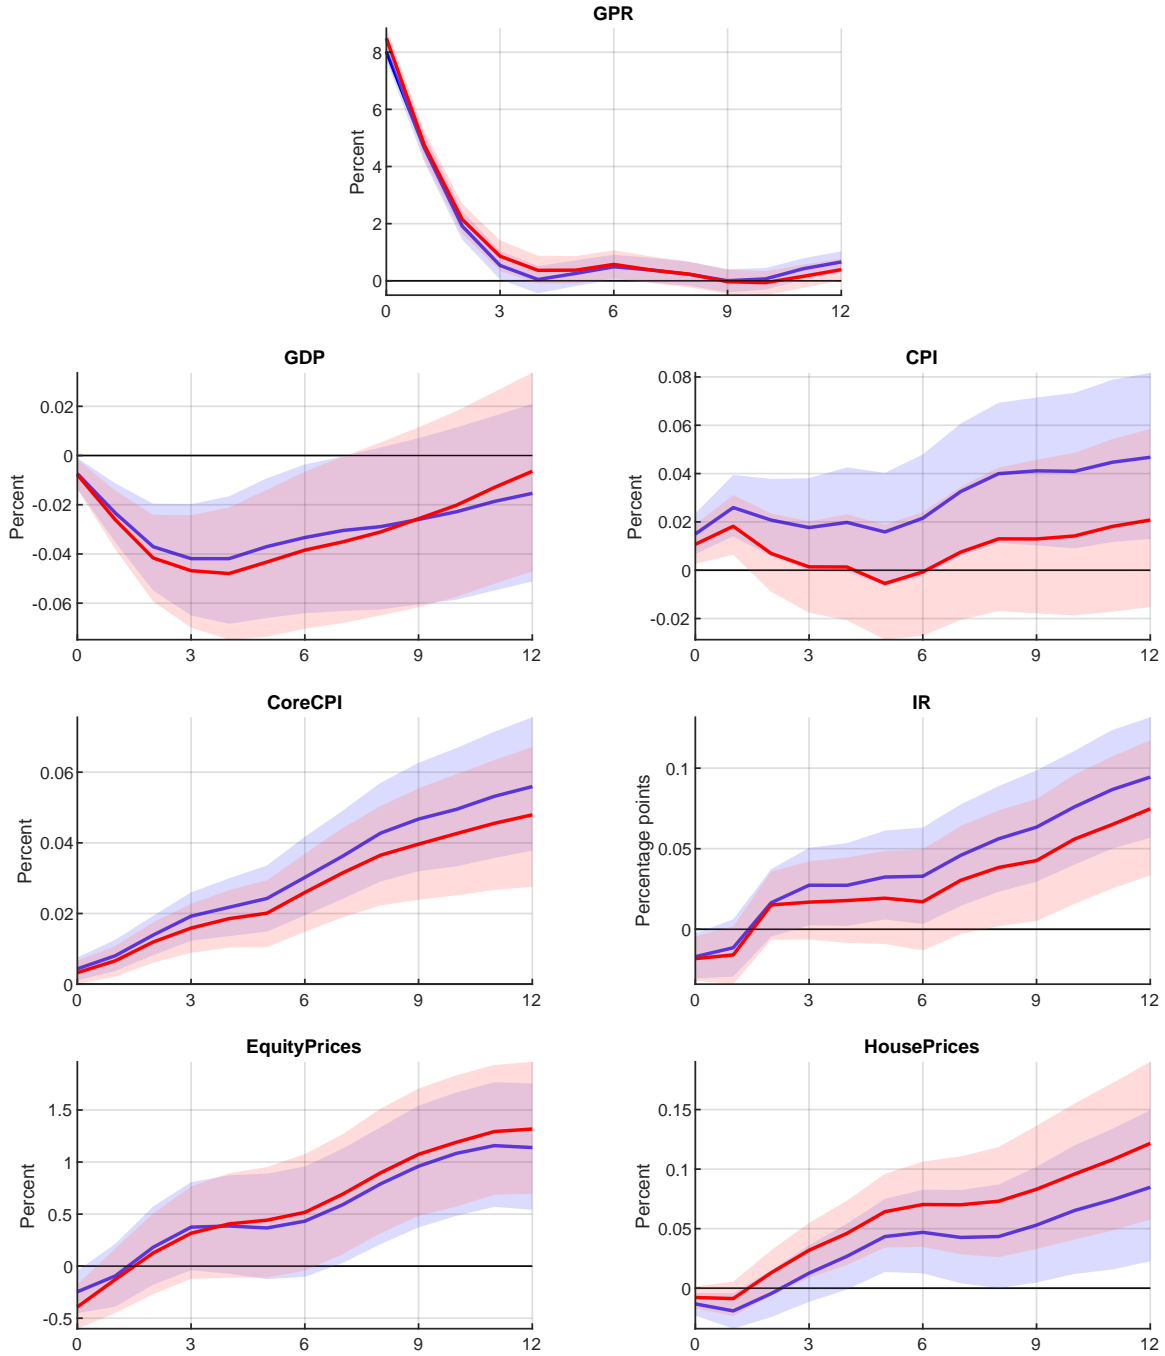 GPR
Percent
8
6
4
2
0
0 3 6 9 12
GDP
Percent
0.02
0
-0.02
-0.04
-0.06
0 3 6 9 12
CPI
Percent
0.08
0.06
0.04
0.02
0
-0.02
0 3 6 9 12
CoreCPI
Percent
0.06
0.04
0.02
0
0 3 6 9 12
IR
Percentage points
0.1
0.05
0
0 3 6 9 12
EquityPrices
Percent
1.5
1
0.5
0
-0.5
0 3 6 9 12
HousePrices
Percent
0.15
0.1
0.05
0
0 3 6 9 12